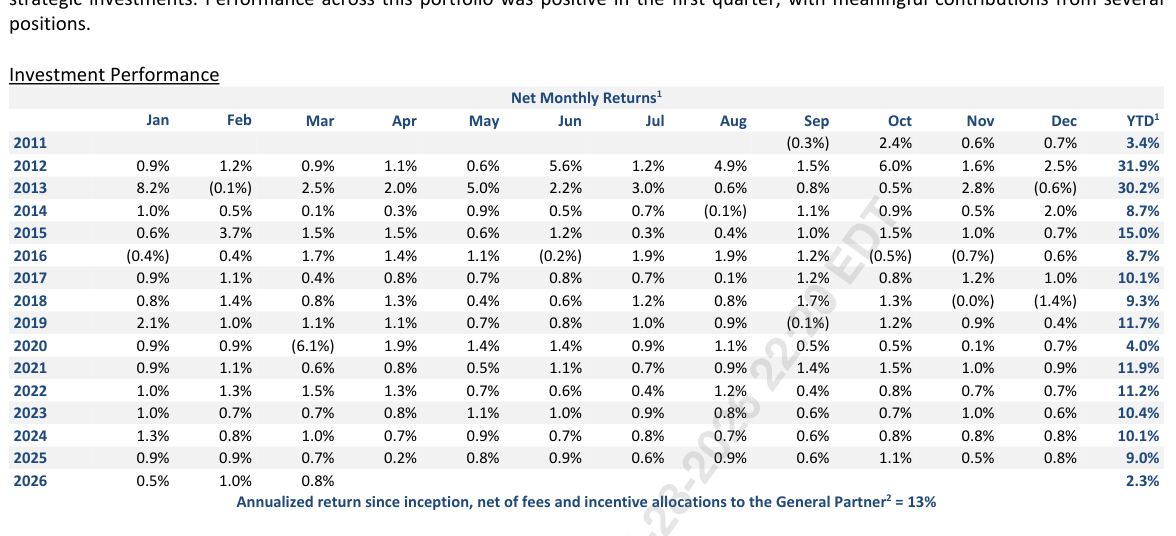 strategic investments. Performance across this portfolio was positive in the first quarter, with meaningful contributions from several
positions.
Investment Performance
Net Monthly Returns1
Jan Feb Mar Apr May Jun Jul Aug Sep Oct Nov Dec YTD1
2011 (0.3%) 2.4% 0.6% 0.7% 3.4%
2012 0.9% 1.2% 0.9% 1.1% 0.6% 5.6% 1.2% 4.9% 1.5% 6.0% 1.6% 2.5% 31.9%
2013 8.2% (0.1%) 2.5% 2.0% 5.0% 2.2% 3.0% 0.6% 0.8% 0.5% 2.8% (0.6%) 30.2%
2014 1.0% 0.5% 0.1% 0.3% 0.9% 0.5% 0.7% (0.1%) 1.1% 0.9% 0.5% 2.0% 8.7%
2015 0.6% 3.7% 1.5% 1.5% 0.6% 1.2% 0.3% 0.4% 1.0% 1.5% 1.0% 0.7% 15.0%
2016 (0.4%) 0.4% 1.7% 1.4% 1.1% (0.2%) 1.9% 1.9% 1.2% (0.5%) (0.7%) 0.6% 8.7%
2017 0.9% 1.1% 0.4% 0.8% 0.7% 0.8% 0.7% 0.1% 1.2% 0.8% 1.2% 1.0% 10.1%
2018 0.8% 1.4% 0.8% 1.3% 0.4% 0.6% 1.2% 0.8% 1.7% 1.3% (0.0%) (1.4%) 9.3%
2019 2.1% 1.0% 1.1% 1.1% 0.7% 0.8% 1.0% 0.9% (0.1%) 1.2% 0.9% 0.4% 11.7%
2020 0.9% 0.9% (6.1%) 1.9% 1.4% 1.4% 0.9% 1.1% 0.5% 0.5% 0.1% 0.7% 4.0%
2021 0.9% 1.1% 0.6% 0.8% 0.5% 1.1% 0.7% 0.9% 1.4% 1.5% 1.0% 0.9% 11.9%
2022 1.0% 1.3% 1.5% 1.3% 0.7% 0.6% 0.4% 1.2% 0.4% 0.8% 0.7% 0.7% 11.2%
2023 1.0% 0.7% 0.7% 0.8% 1.1% 1.0% 0.9% 0.8% 0.6% 0.7% 1.0% 0.6% 10.4%
2024 1.3% 0.8% 1.0% 0.7% 0.9% 0.7% 0.8% 0.7% 0.6% 0.8% 0.8% 0.8% 10.1%
2025 0.9% 0.9% 0.7% 0.2% 0.8% 0.9% 0.6% 0.9% 0.6% 1.1% 0.5% 0.8% 9.0%
2026 0.5% 1.0% 0.8% 2.3%
Annualized return since inception, net of fees and incentive allocations to the General Partner2 = 13%
-23-2026 22:20 EDT